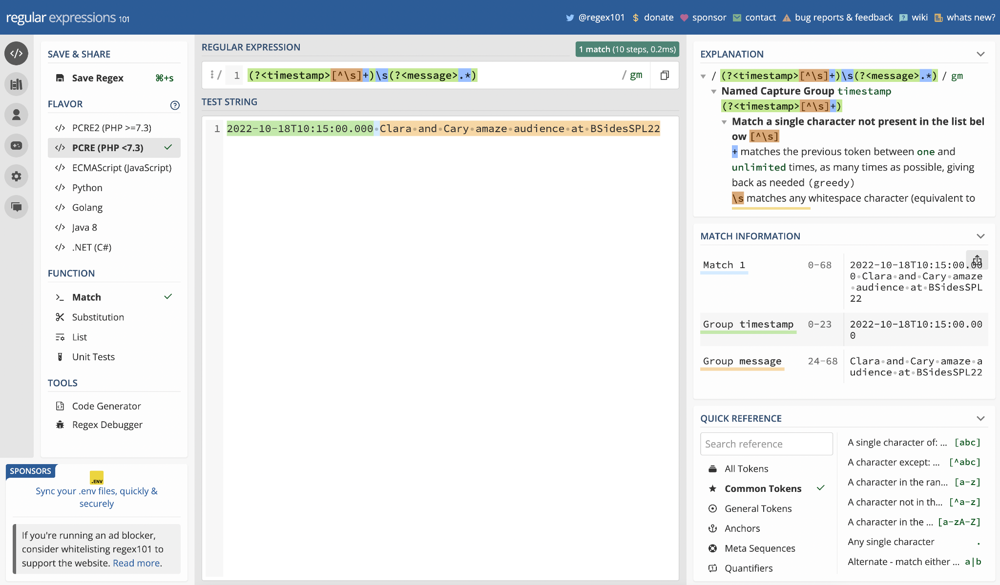 regular expressions 101
@regex101 donate sponsor contact bug reports & feedback wiki whats new?
SAVE & SHARE
Save Regex ⌘+s
FLAVOR
</> PCRE2 (PHP >=7.3)
</> PCRE (PHP <7.3)
</> ECMAScript (JavaScript)
</> Python
</> Golang
</> Java 8
</> .NET (C#)
FUNCTION
>_ Match
Substitution
List
Unit Tests
TOOLS
Code Generator
Regex Debugger
SPONSORS
.ENV
Sync your .env files, quickly &
securely
If you're running an ad blocker,
consider whitelisting regex101 to
support the website. Read more.
REGULAR EXPRESSION
1 match (10 steps, 0.2ms)
/ 1 (?<timestamp>[^\s]+)\s(?<message>.*) / gm
TEST STRING
1 2022-10-18T10:15:00.000·Clara·and·Cary·amaze·audience·at·BSidesSPL22
EXPLANATION
/ (?<timestamp>[^\s]+)\s(?<message>.*) / gm
Named Capture Group timestamp
(?<timestamp>[^\s]+)
Match a single character not present in the list bel
ow [^\s]
+ matches the previous token between one and
unlimited times, as many times as possible, giving
back as needed (greedy)
\s matches any whitespace character (equivalent to
MATCH INFORMATION
Match 1 0-68 2022-10-18T10:15:00.00
0·Clara·and·Cary·amaze
·audience·at·BSidesSPL
22
Group timestamp 0-23 2022-10-18T10:15:00.00
0
Group message 24-68 Clara·and·Cary·amaze·a
udience·at·BSidesSPL22
QUICK REFERENCE
Search reference
All Tokens
Common Tokens
General Tokens
Anchors
Meta Sequences
Quantifiers
A single character of: ... [abc]
A character except: ... [^abc]
A character in the ran... [a-z]
A character not in th... [^a-z]
A character in the ... [a-zA-Z]
Any single character .
Alternate - match either ... a|b